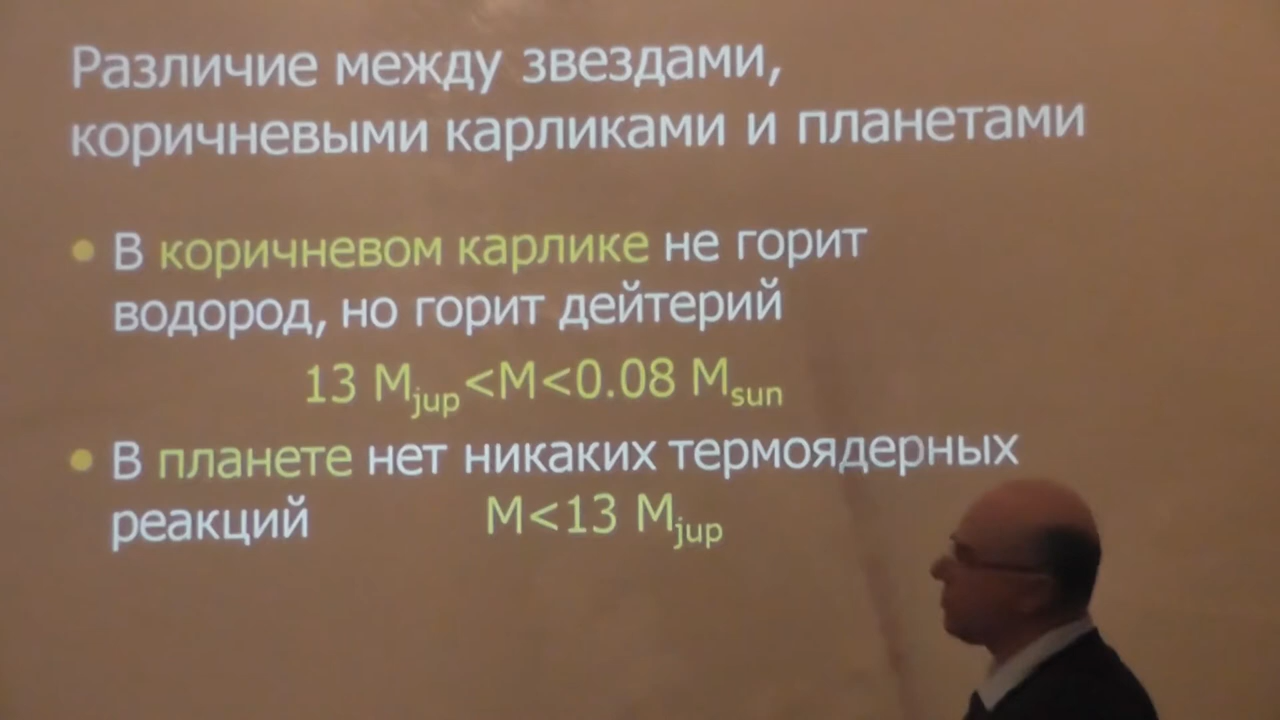 Различие между звездами,
коричневыми карликами и планетами
• В коричневом карлике не горит
водород, но горит дейтерий
13 Mjup<M<0.08 Msun
• В планете нет никаких термоядерных
реакций M<13 Mjup